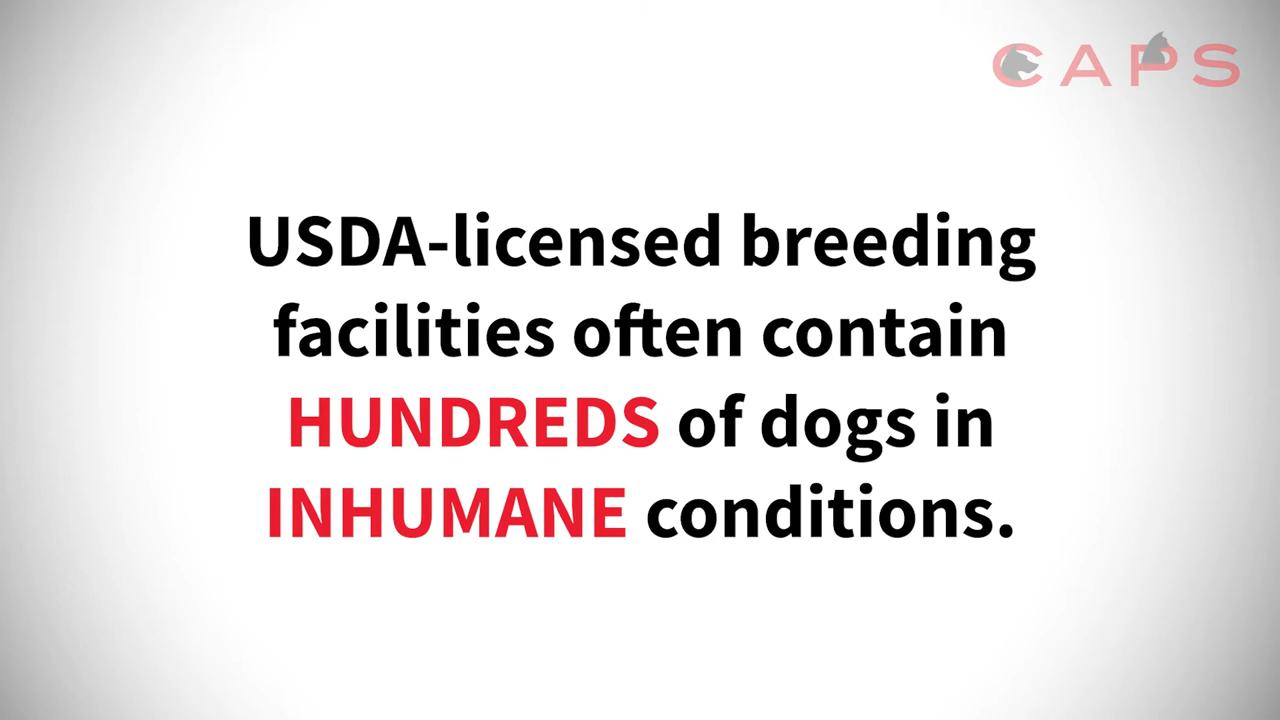 CAPS
USDA-licensed breeding
facilities often contain
HUNDREDS of dogs in
INHUMANE conditions.